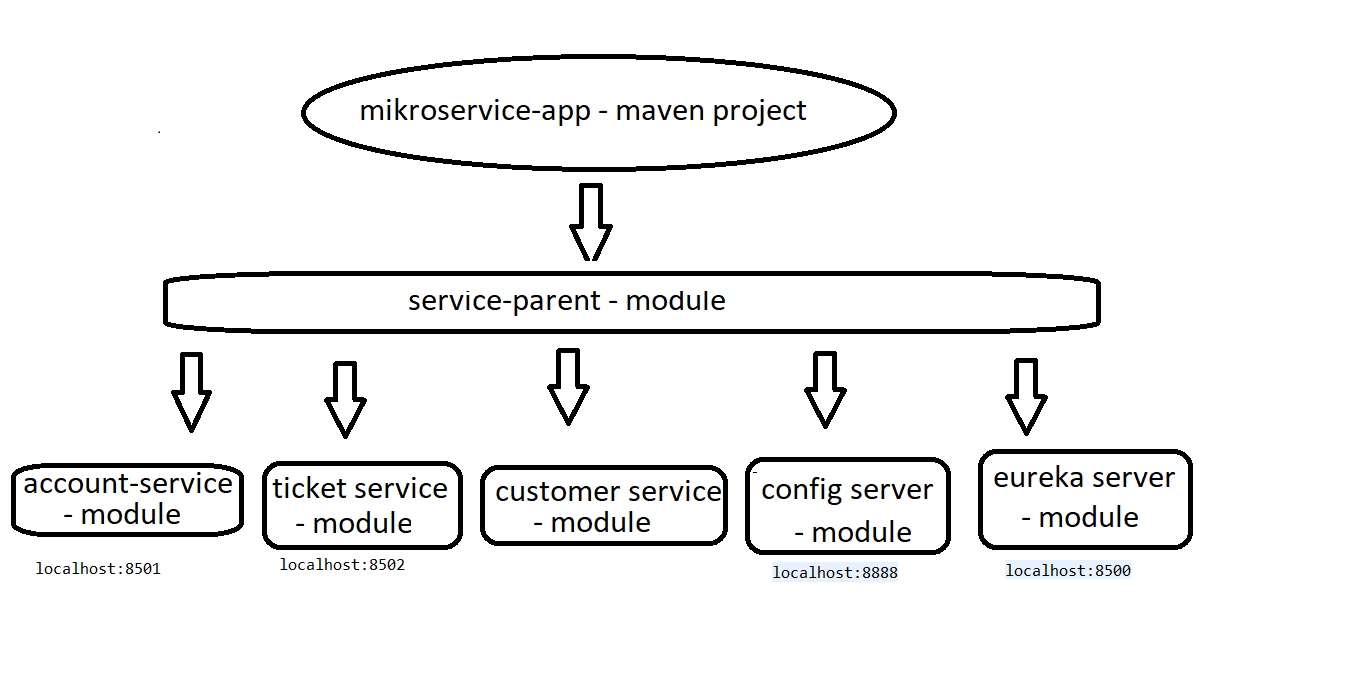 mikroservice-app - maven project
service-parent - module
account-service
- module
ticket service
- module
customer service
- module
config server
- module
eureka server
- module
localhost:8501
localhost:8502
localhost:8888
localhost:8500